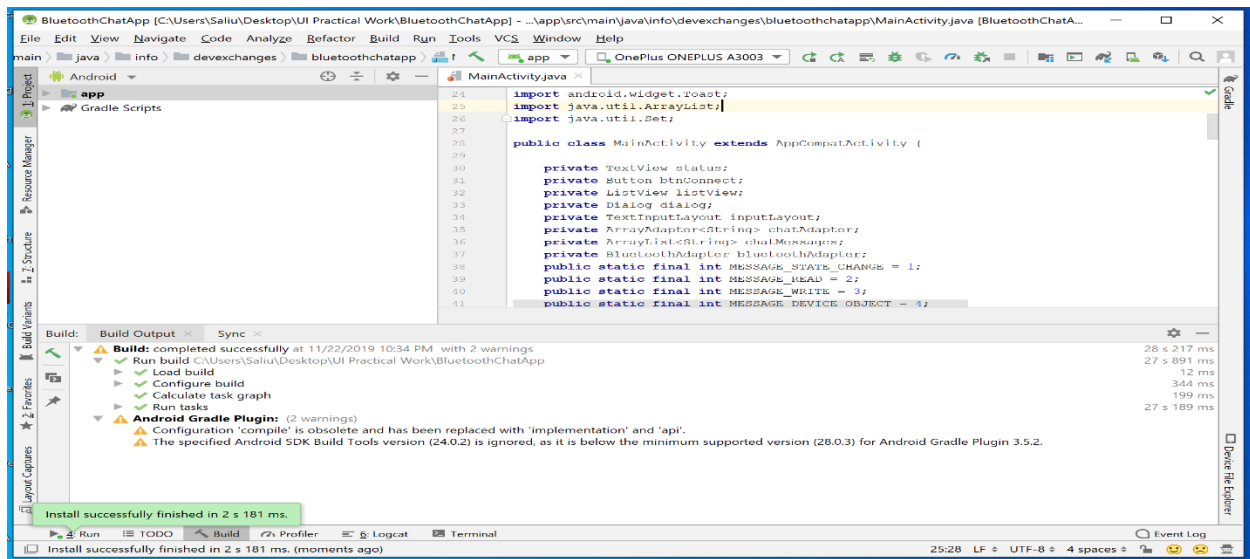 BluetoothChatApp [C:\Users\Saliu\Desktop\UI Practical Work\BluetoothChatApp] - ...\app\src\main\java\info\devexchanges\bluetoothchatapp\MainActivity.java [BluetoothChatA...
File Edit View Navigate Code Analyze Refactor Build Run Tools VCS Window Help
main java info devexchanges bluetoothchatapp app OnePlus ONEPLUS A3003
Android
MainActivity.java
app
Gradle Scripts
24 import android.widget.Toast;
25 import java.util.ArrayList;
26 import java.util.Set;
27
28 public class MainActivity extends AppCompatActivity {
29
30 private TextView status;
31 private Button btnConnect;
32 private ListView listView;
33 private Dialog dialog;
34 private TextInputLayout inputLayout;
35 private ArrayAdapter<String> chatAdapter;
36 private ArrayList<String> chatMessages;
37 private BluetoothAdapter bluetoothAdapter;
38 public static final int MESSAGE_STATE_CHANGE = 1;
39 public static final int MESSAGE_READ = 2;
40 public static final int MESSAGE_WRITE = 3;
41 public static final int MESSAGE_DEVICE_OBJECT = 4;
1: Project
Resource Manager
7: Structure
Build Variants
2: Favorites
Layout Captures
Gradle
Device File Explorer
Build: Build Output Sync
Build: completed successfully at 11/22/2019 10:34 PM with 2 warnings 28 s 217 ms
Run build C:\Users\Saliu\Desktop\UI Practical Work\BluetoothChatApp 27 s 891 ms
Load build 12 ms
Configure build 344 ms
Calculate task graph 199 ms
Run tasks 27 s 189 ms
Android Gradle Plugin: (2 warnings)
Configuration 'compile' is obsolete and has been replaced with 'implementation' and 'api'.
The specified Android SDK Build Tools version (24.0.2) is ignored, as it is below the minimum supported version (28.0.3) for Android Gradle Plugin 3.5.2.
Install successfully finished in 2 s 181 ms.
4: Run TODO Build Profiler 6: Logcat Terminal Event Log
Install successfully finished in 2 s 181 ms. (moments ago) 25:28 LF UTF-8 4 spaces